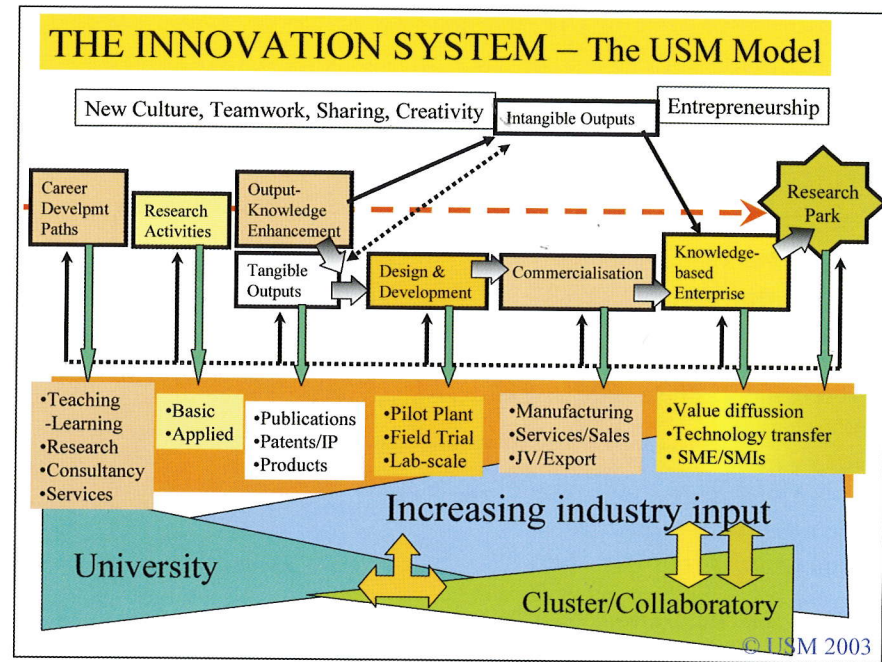 THE INNOVATION SYSTEM – The USM Model
New Culture, Teamwork, Sharing, Creativity
Intangible Outputs
Entrepreneurship
Career
Develpmt
Paths
Research
Activities
Output-
Knowledge
Enhancement
Tangible
Outputs
Design &
Development
Commercialisation
Knowledge-
based
Enterprise
Research
Park
•Teaching
-Learning
•Research
•Consultancy
•Services
•Basic
•Applied
•Publications
•Patents/IP
•Products
•Pilot Plant
•Field Trial
•Lab-scale
•Manufacturing
•Services/Sales
•JV/Export
•Value diffussion
•Technology transfer
• SME/SMIs
Increasing industry input
University
Cluster/Collaboratory
© USM 2003